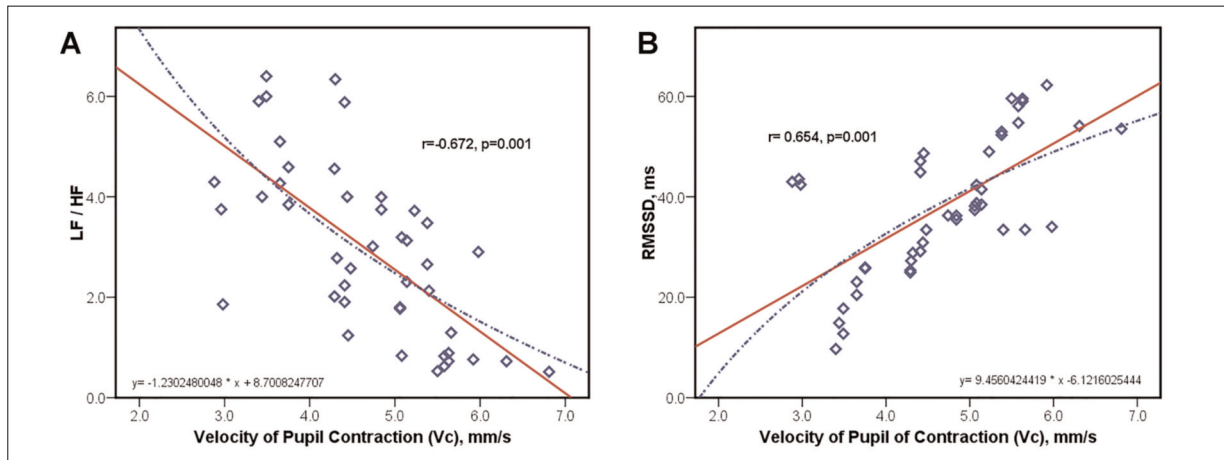 A
B
6.0
4.0
2.0
0.0
LF / HF
r=-0.672, p=0.001
y= -1.2302480048 * x + 8.7008247707
2.0 3.0 4.0 5.0 6.0 7.0
Velocity of Pupil Contraction (Vc), mm/s
60.0
40.0
20.0
0.0
RMSSD, ms
r= 0.654, p=0.001
y= 9.4560424419 * x -6.1216025444
2.0 3.0 4.0 5.0 6.0 7.0
Velocity of Pupil of Contraction (Vc), mm/s